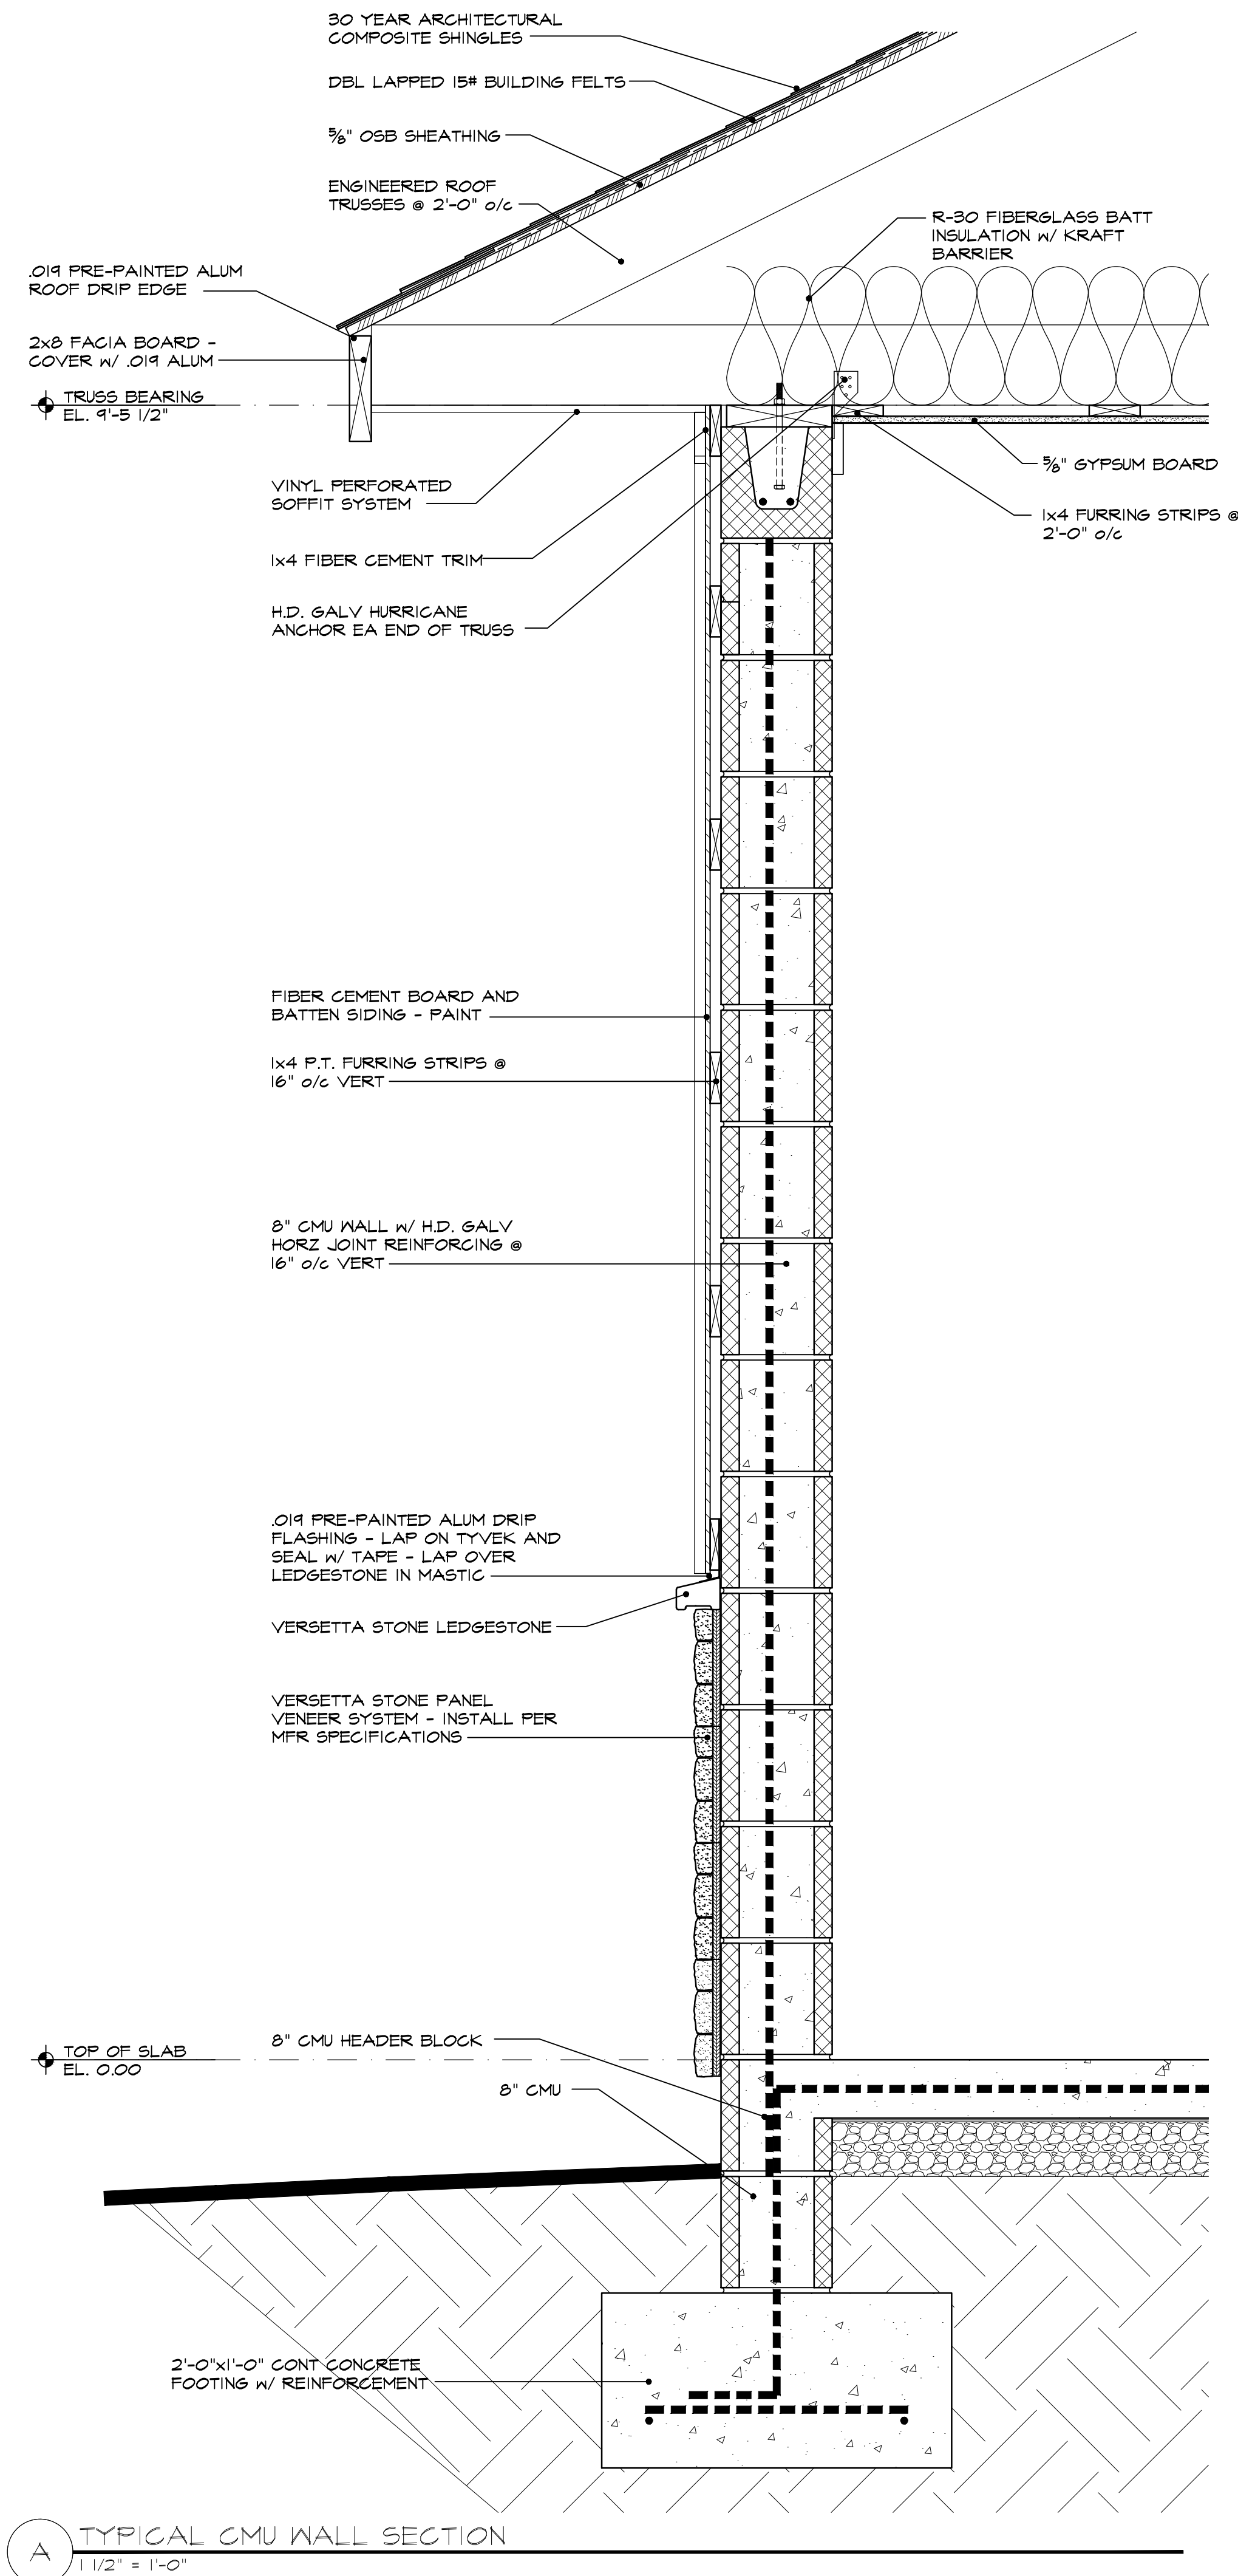 30 YEAR ARCHITECTURAL
COMPOSITE SHINGLES
DBL LAPPED 15# BUILDING FELTS
5/8" OSB SHEATHING
ENGINEERED ROOF
TRUSSES @ 2'-0" o/c
R-30 FIBERGLASS BATT
INSULATION w/ KRAFT
BARRIER
.019 PRE-PAINTED ALUM
ROOF DRIP EDGE
2x8 FACIA BOARD -
COVER w/ .019 ALUM
TRUSS BEARING
EL. 9'-5 1/2"
5/8" GYPSUM BOARD
VINYL PERFORATED
SOFFIT SYSTEM
1x4 FURRING STRIPS @
2'-0" o/c
1x4 FIBER CEMENT TRIM
H.D. GALV HURRICANE
ANCHOR EA END OF TRUSS
FIBER CEMENT BOARD AND
BATTEN SIDING - PAINT
1x4 P.T. FURRING STRIPS @
16" o/c VERT
8" CMU WALL w/ H.D. GALV
HORZ JOINT REINFORCING @
16" o/c VERT
.019 PRE-PAINTED ALUM DRIP
FLASHING - LAP ON TYVEK AND
SEAL w/ TAPE - LAP OVER
LEDGESTONE IN MASTIC
VERSETTA STONE LEDGESTONE
VERSETTA STONE PANEL
VENEER SYSTEM - INSTALL PER
MFR SPECIFICATIONS
8" CMU HEADER BLOCK
TOP OF SLAB
EL. 0.00
8" CMU
2'-0"x1'-0" CONT CONCRETE
FOOTING w/ REINFORCEMENT
A
TYPICAL CMU WALL SECTION
1 1/2" = 1'-0"